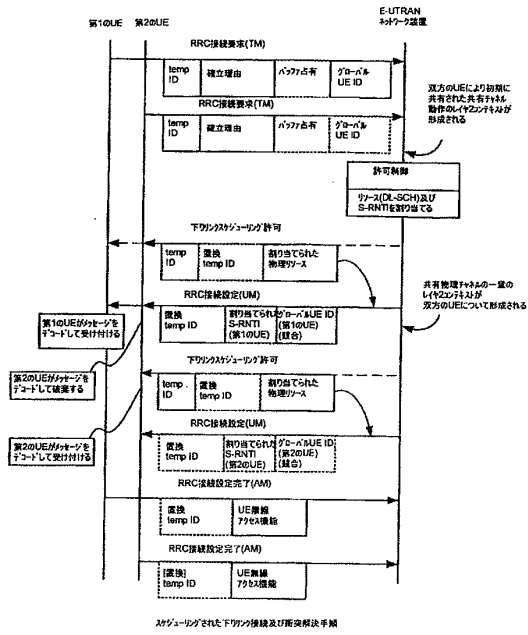 第1のUE 第2のUE
E-UTRAN
ネットワーク装置
RRC接続要求(TM)
temp
ID
確立理由
バッファ占有
グローバル
UE ID
RRC接続要求(TM)
temp
ID
確立理由
バッファ占有
グローバル
UE ID
双方のUEにより初期に
共有された共有チャネル
動作のレイヤ2コンテキストが
形成される
許可制御
リソース(DL-SCH)及び
S-RNTIを割り当てる
下りリンクスケジューリング許可
temp
ID
置換
temp ID
割り当てられた
物理リソース
RRC接続設定(UM)
置換
temp ID
割り当てられた
S-RNTI
(第1のUE)
グローバルUE ID
(第1のUE)
(競合)
共有物理チャネルの一意の
レイヤ2コンテキストが
双方のUEについて形成される
第1のUEがメッセージを
デコードして受け付ける
第2のUEがメッセージを
デコードして破棄する
下りリンクスケジューリング許可
temp .
ID
置換
temp ID
割り当てられた
物理リソース
第2のUEがメッセージを
デコードして受け付ける
RRC接続設定(UM)
置換
temp ID
割り当てられた
S-RNTI
(第2のUE)
グローバルUE ID
(第2のUE)
(競合)
RRC接続設定完了(AM)
置換
temp ID
UE無線
アクセス機能
RRC接続設定完了(AM)
[置換]
temp ID
UE無線
アクセス機能
スケジューリングされた下りリンク接続及び衝突解決手順